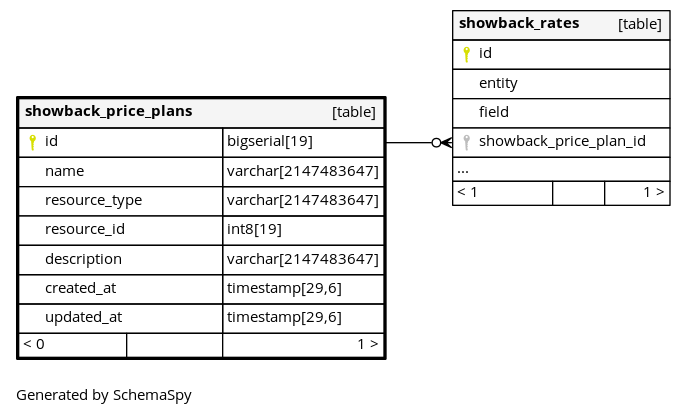 showback_rates [table]
id
entity
field
showback_price_plan_id
...
< 1 1 >
showback_price_plans [table]
id bigserial[19]
name varchar[2147483647]
resource_type varchar[2147483647]
resource_id int8[19]
description varchar[2147483647]
created_at timestamp[29,6]
updated_at timestamp[29,6]
< 0 1 >
Generated by SchemaSpy